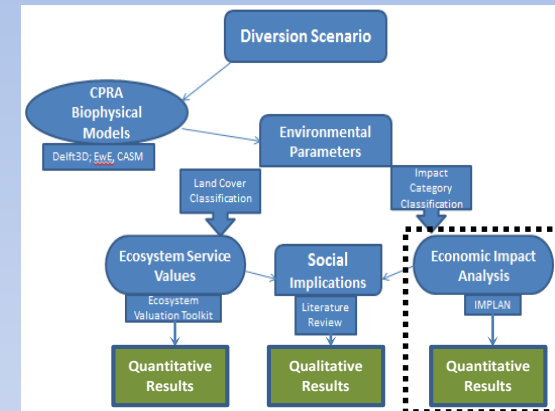 Diversion Scenario
CPRA
Biophysical
Models
Delft3D; EwE, CASM
Environmental
Parameters
Land Cover
Classification
Impact
Category
Classification
Ecosystem Service
Values
Ecosystem
Valuation Toolkit
Social
Implications
Literature
Review
Economic Impact
Analysis
IMPLAN
Quantitative
Results
Qualitative
Results
Quantitative
Results